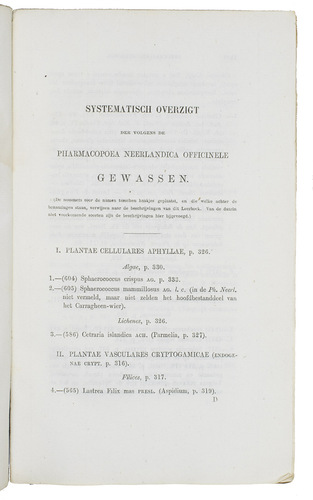 SYSTEMATISCH OVERZIGT
DER VOLGENS DE
PHARMACOPOEA NEERLANDICA OFFICINELE
GEWASSEN.
(De nommers voor de namen tusschen haakjes geplaatst, en die welke achter de
benamingen staan, verwijzen naar de beschrijvingen van dit Leerboek. Van de daarin
niet voorkomende soorten zijn de beschrijvingen hier bijgevoegd.)
I. PLANTAE CELLULARES APHYLLAE, p. 326.
Algae, p. 330.
1.—(604) Sphaerococcus crispus AG. p. 332.
2.—(605) Sphaerococcus mammillosus AG. l. c. (in de Ph. Neerl.
niet vermeld, maar niet zelden het hoofdbestanddeel van
het Carragheen-wier).
Lichenes, p. 326.
3.—(586) Cetraria islandica ACH. (Parmelia, p. 327).
II. PLANTAE VASCULARES CRYPTOGAMICAE (ENDOGE-
NAE CRYPT. p. 316).
Filices, p. 317.
4.—(565) Lastrea Filix mas PRESL. (Aspidium, p. 319).
D